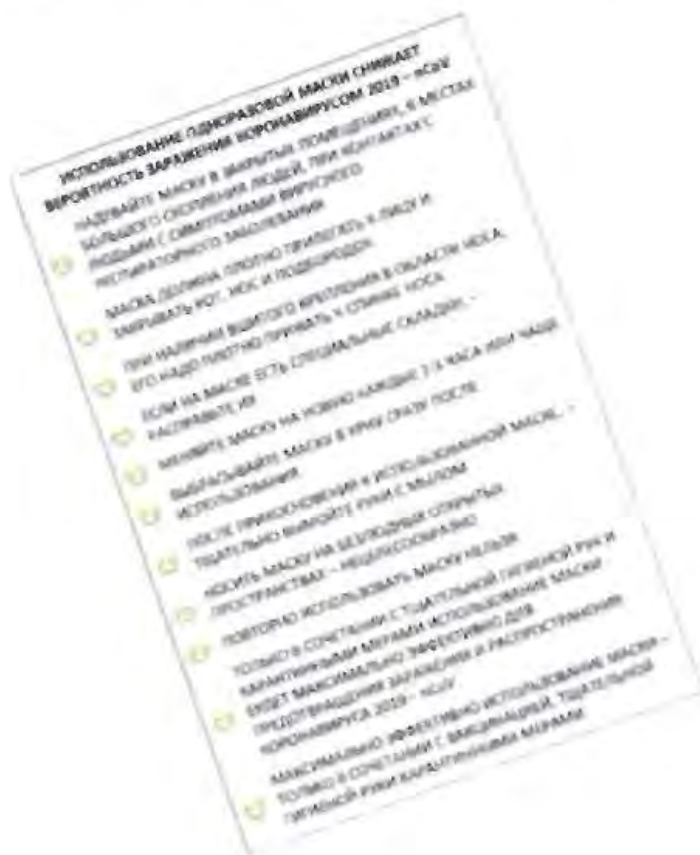 ИСПОЛЬЗОВАНИЕ ОДНОРАЗОВОЙ МАСКИ СНИЖАЕТ
ВЕРОЯТНОСТЬ ЗАРАЖЕНИЯ КОРОНАВИРУСОМ 2019 – nCoV
НАДЕВАЙТЕ МАСКУ В ЗАКРЫТЫХ ПОМЕЩЕНИЯХ, В МЕСТАХ
БОЛЬШОГО СКОПЛЕНИЯ ЛЮДЕЙ, ПРИ КОНТАКТАХ С
ЛЮДЬМИ С СИМПТОМАМИ ВИРУСНОГО
РЕСПИРАТОРНОГО ЗАБОЛЕВАНИЯ
МАСКА ДОЛЖНА ПЛОТНО ПРИЛЕГАТЬ К ЛИЦУ И
ЗАКРЫВАТЬ РОТ, НОС И ПОДБОРОДОК
ПРИ НАЛИЧИИ ВШИТОГО КРЕПЛЕНИЯ В ОБЛАСТИ НОСА,
ЕГО НАДО ПЛОТНО ПРИЖАТЬ К СПИНКЕ НОСА
ЕСЛИ НА МАСКЕ ЕСТЬ СПЕЦИАЛЬНЫЕ СКЛАДКИ, -
РАСПРАВЬТЕ ИХ
МЕНЯЙТЕ МАСКУ НА НОВУЮ КАЖДЫЕ 2-3 ЧАСА ИЛИ ЧАЩЕ
ВЫБРАСЫВАЙТЕ МАСКУ В УРНУ СРАЗУ ПОСЛЕ
ИСПОЛЬЗОВАНИЯ
ПОСЛЕ ПРИКОСНОВЕНИЯ К ИСПОЛЬЗОВАННОЙ МАСКЕ, -
ТЩАТЕЛЬНО ВЫМОЙТЕ РУКИ С МЫЛОМ
НОСИТЬ МАСКУ НА БЕЗЛЮДНЫХ ОТКРЫТЫХ
ПРОСТРАНСТВАХ - НЕЦЕЛЕСООБРАЗНО
ПОВТОРНО ИСПОЛЬЗОВАТЬ МАСКУ НЕЛЬЗЯ
ТОЛЬКО В СОЧЕТАНИИ С ТЩАТЕЛЬНОЙ ГИГИЕНОЙ РУК И
КАРАНТИННЫМИ МЕРАМИ ИСПОЛЬЗОВАНИЕ МАСКИ
БУДЕТ МАКСИМАЛЬНО ЭФФЕКТИВНО ДЛЯ
ПРЕДОТВРАЩЕНИЯ ЗАРАЖЕНИЯ И РАСПРОСТРАНЕНИЯ
КОРОНАВИРУСА 2019 – nCoV
МАКСИМАЛЬНО ЭФФЕКТИВНО ИСПОЛЬЗОВАНИЕ МАСКИ -
ТОЛЬКО В СОЧЕТАНИИ С ВАКЦИНАЦИЕЙ, ТЩАТЕЛЬНОЙ
ГИГИЕНОЙ РУК И КАРАНТИННЫМИ МЕРАМИ